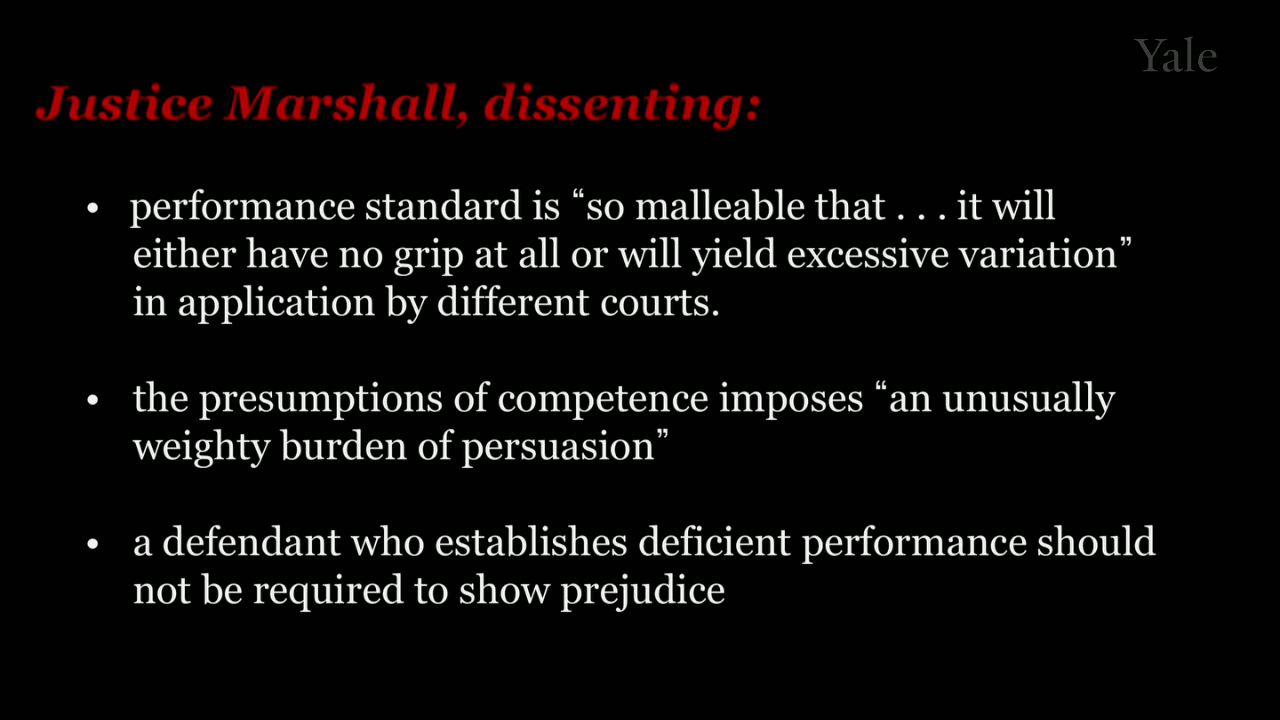 Yale
Justice Marshall, dissenting:
• performance standard is “so malleable that . . . it will
either have no grip at all or will yield excessive variation”
in application by different courts.
• the presumptions of competence imposes “an unusually
weighty burden of persuasion”
• a defendant who establishes deficient performance should
not be required to show prejudice